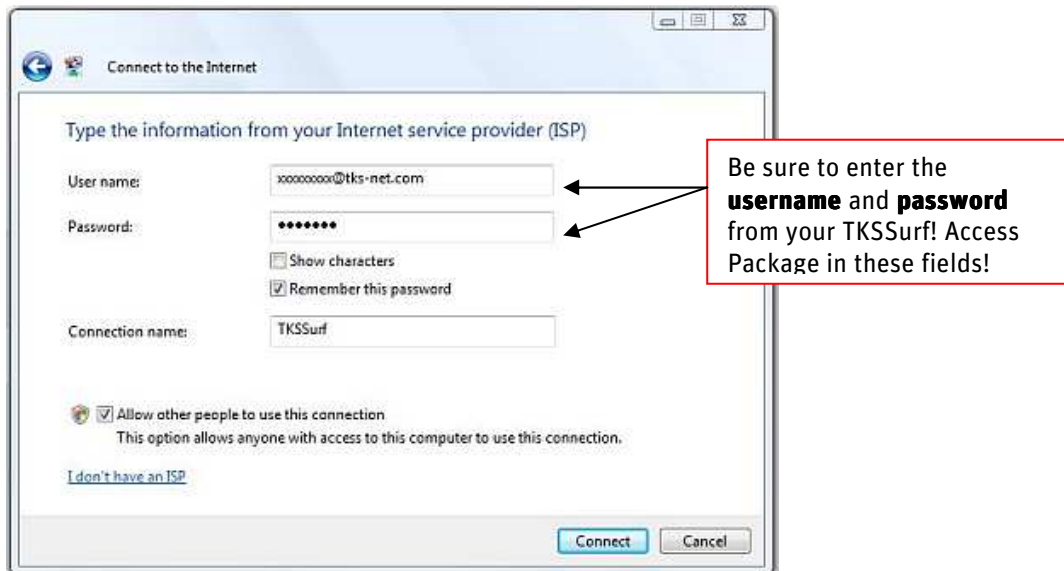 Connect to the Internet
Type the information from your Internet service provider (ISP)
User name:
xxxxxxxxx@tks-net.com
Password:
•••••••
Show characters
Remember this password
Connection name:
TKSSurf
Allow other people to use this connection
This option allows anyone with access to this computer to use this connection.
I don't have an ISP
Connect
Cancel
Be sure to enter the
username and password
from your TKSSurf! Access
Package in these fields!